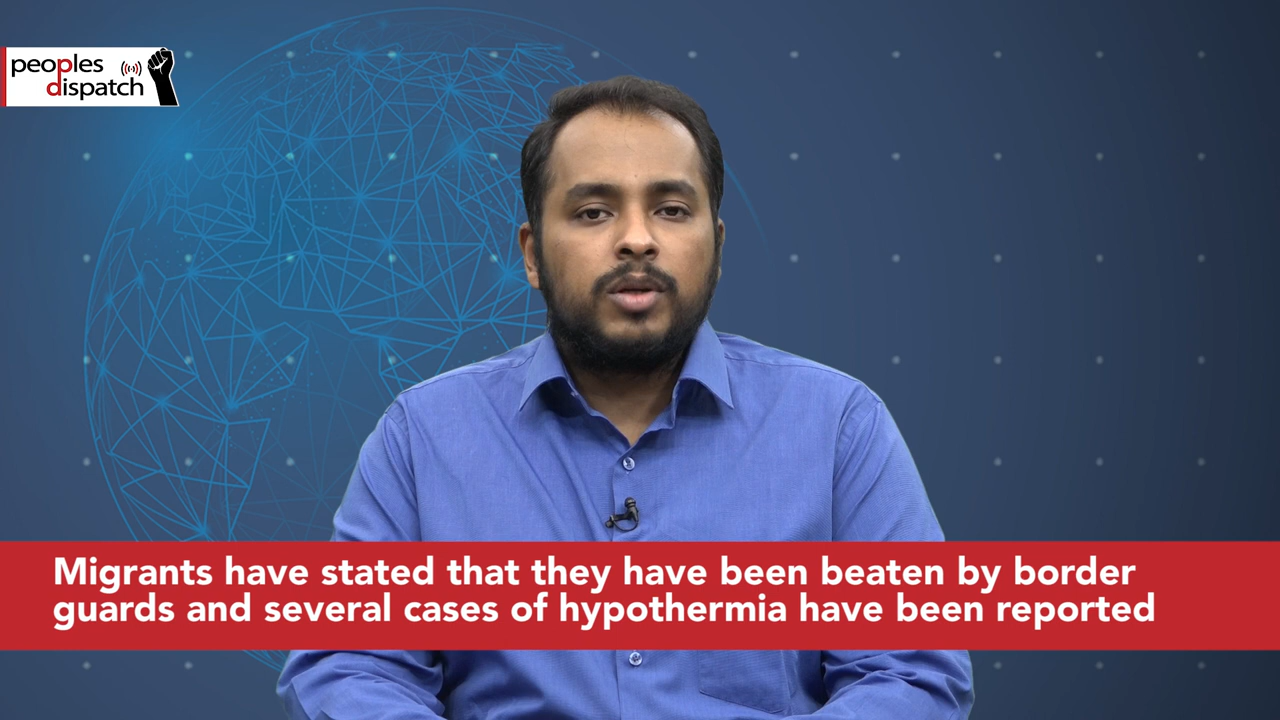 peoples
dispatch
Migrants have stated that they have been beaten by border
guards and several cases of hypothermia have been reported